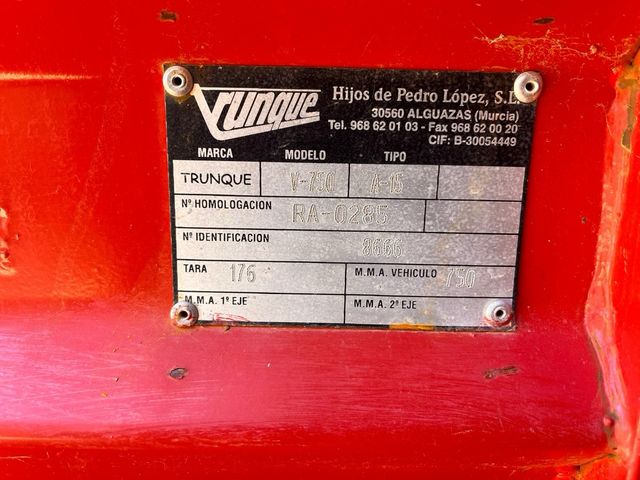 Trunque
Hijos de Pedro López, S.L.
30560 ALGUAZAS (Murcia)
Tel. 968 62 01 03 - Fax 968 62 00 20
CIF: B-30054449
MARCA MODELO TIPO
TRUNQUE V-750 A-15
Nº HOMOLOGACION RA-0285
Nº IDENTIFICACION 8666
TARA 176 M.M.A. VEHICULO 750
M.M.A. 1º EJE M.M.A. 2º EJE